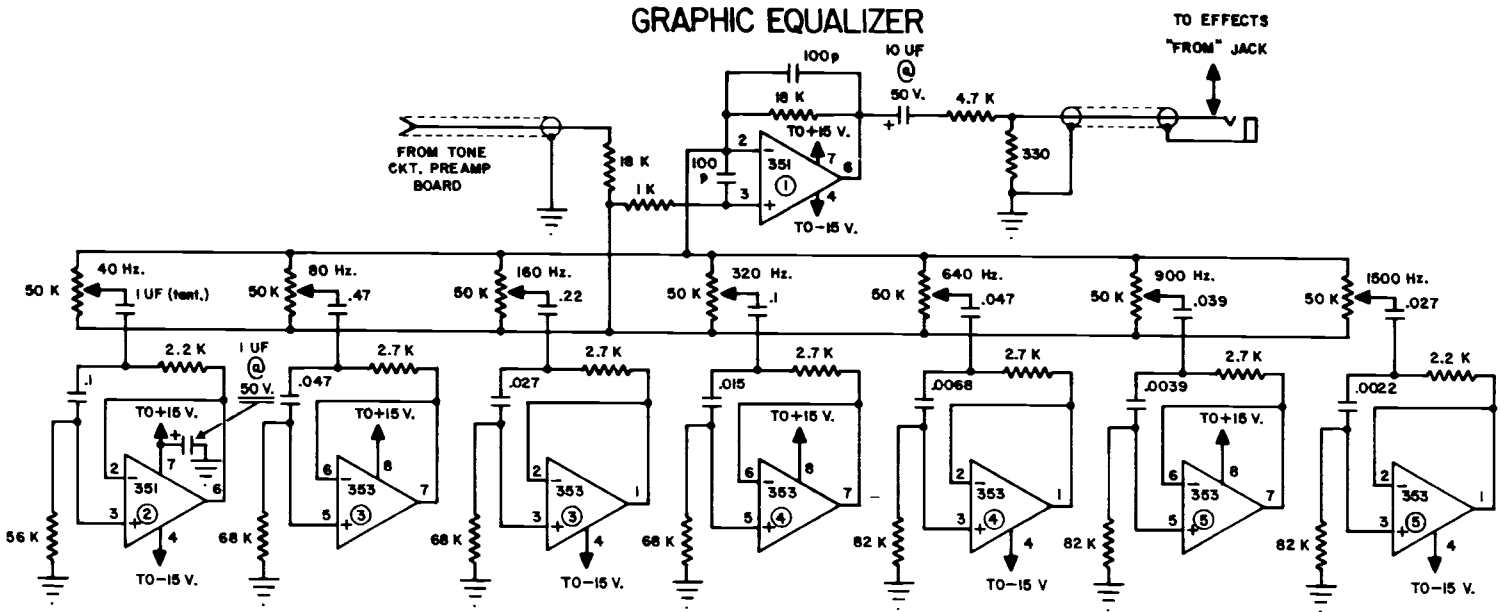 GRAPHIC EQUALIZER
TO EFFECTS
"FROM" JACK
100p
10 UF
@
50 V.
18 K
4.7 K
TO+15 V.
FROM TONE
CKT. PREAMP
BOARD
18 K
100
p
2
-
351
1
7
6
330
1 K
3
+
4
TO-15 V.
40 Hz.
80 Hz.
160 Hz.
320 Hz.
640 Hz.
900 Hz.
1500 Hz.
50 K
1 UF (tant.)
50 K
.47
50 K
.22
50 K
.1
50 K
.047
50 K
.039
50 K
.027
2.2 K
1 UF
@
50 V.
2.7 K
2.7 K
2.7 K
2.7 K
2.7 K
2.2 K
.1
.047
.027
.015
.0068
.0039
.0022
TO+15 V.
+
TO+15 V.
TO+15 V.
TO+15 V.
2
-
351
2
7
6
3
+
4
56 K
TO-15 V.
6
-
353
3
8
7
5
+
68 K
2
-
353
3
1
3
+
4
68 K
TO-15 V.
6
-
353
4
8
7
5
+
68 K
2
-
353
4
1
3
+
4
82 K
TO-15 V
6
-
353
5
8
7
5
+
82 K
2
-
353
5
1
3
+
4
82 K
TO-15 V.